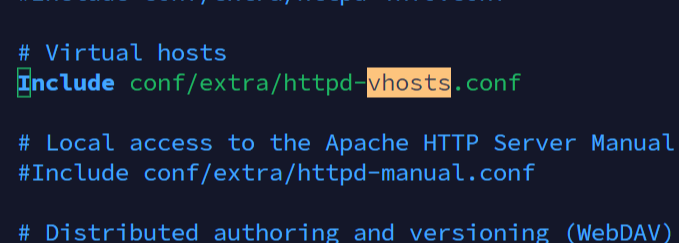 # Virtual hosts
Include conf/extra/httpd-vhosts.conf
# Local access to the Apache HTTP Server Manual
#Include conf/extra/httpd-manual.conf
# Distributed authoring and versioning (WebDAV)